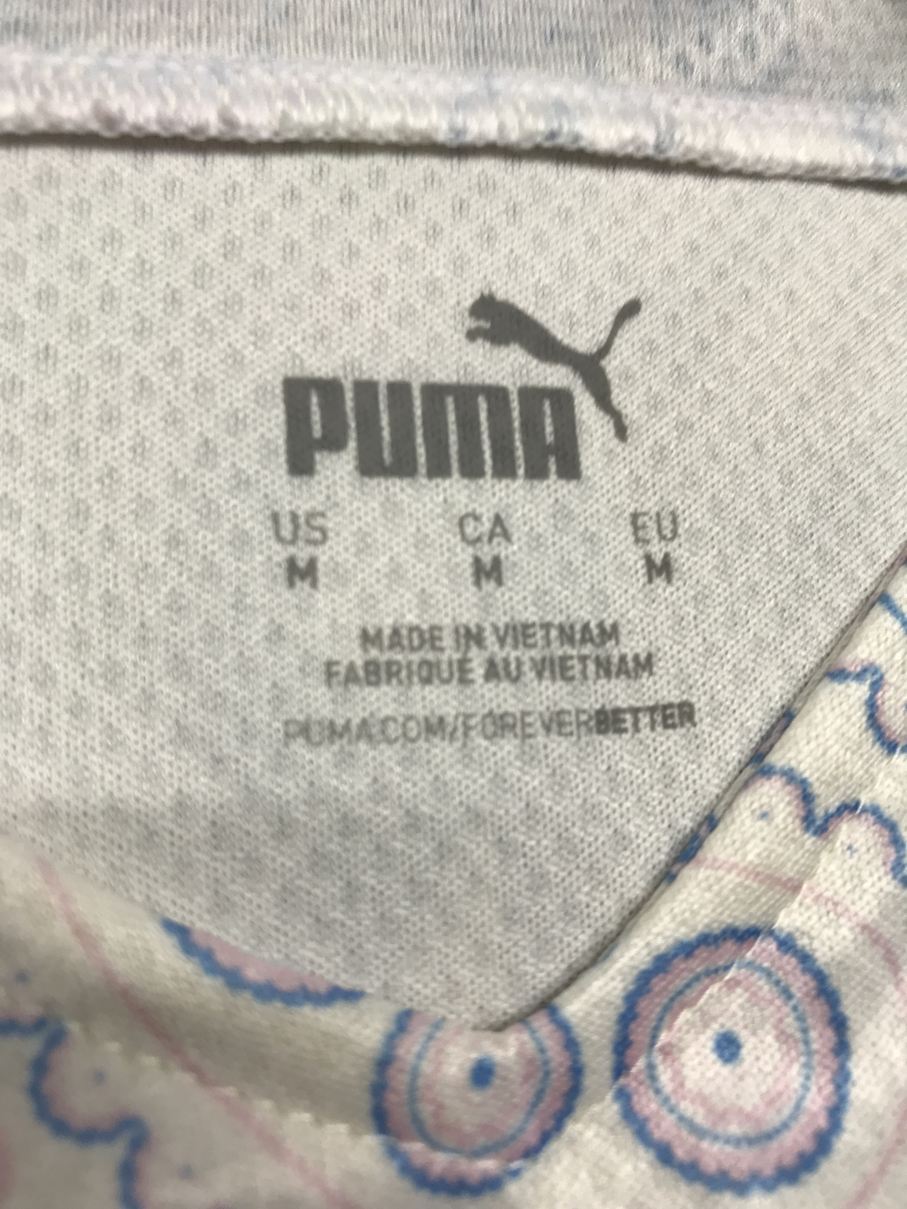 PUMA
US CA EU
M M M
MADE IN VIETNAM
FABRIQUÉ AU VIETNAM
PUMA.COM/FOREVERBETTER